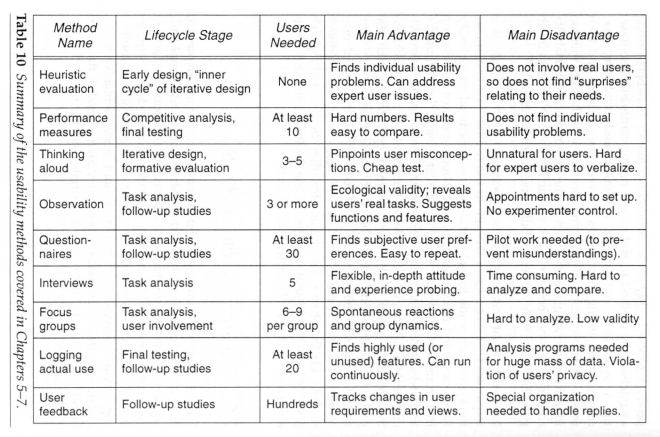 Table 10 Summary of the usability methods covered in Chapters 5–7.
Method Name
Lifecycle Stage
Users Needed
Main Advantage
Main Disadvantage
Heuristic
evaluation
Early design, “inner
cycle” of iterative design
None
Finds individual usability
problems. Can address
expert user issues.
Does not involve real users,
so does not find “surprises”
relating to their needs.
Performance
measures
Competitive analysis,
final testing
At least
10
Hard numbers. Results
easy to compare.
Does not find individual
usability problems.
Thinking
aloud
Iterative design,
formative evaluation
3–5
Pinpoints user misconcep-
tions. Cheap test.
Unnatural for users. Hard
for expert users to verbalize.
Observation
Task analysis,
follow-up studies
3 or more
Ecological validity; reveals
users’ real tasks. Suggests
functions and features.
Appointments hard to set up.
No experimenter control.
Question-
naires
Task analysis,
follow-up studies
At least
30
Finds subjective user pref-
erences. Easy to repeat.
Pilot work needed (to pre-
vent misunderstandings).
Interviews
Task analysis
5
Flexible, in-depth attitude
and experience probing.
Time consuming. Hard to
analyze and compare.
Focus
groups
Task analysis,
user involvement
6–9
per group
Spontaneous reactions
and group dynamics.
Hard to analyze. Low validity
Logging
actual use
Final testing,
follow-up studies
At least
20
Finds highly used (or
unused) features. Can run
continuously.
Analysis programs needed
for huge mass of data. Viola-
tion of users’ privacy.
User
feedback
Follow-up studies
Hundreds
Tracks changes in user
requirements and views.
Special organization
needed to handle replies.